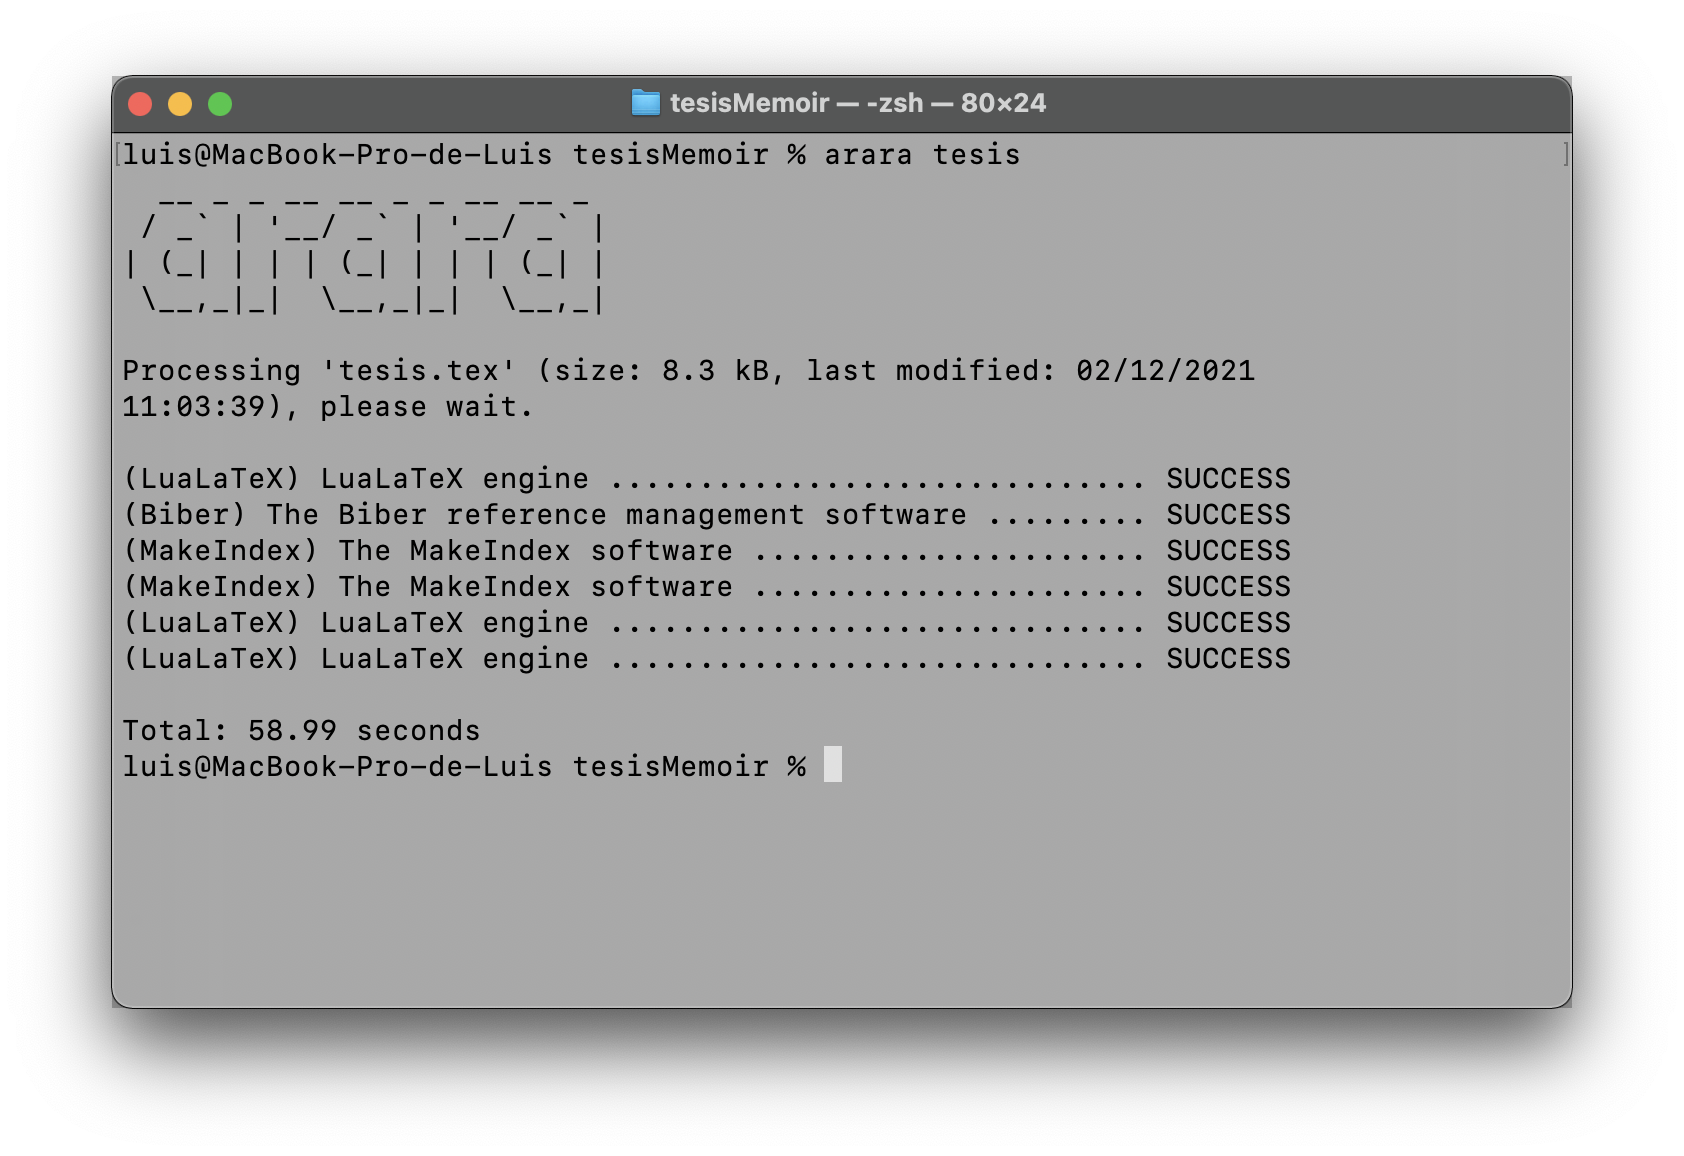 tesisMemoir — -zsh — 80×24
[luis@MacBook-Pro-de-Luis tesisMemoir % arara tesis ]
  __ _ _ __ __ _ _ __ __ _
 / _` | '__/ _` | '__/ _` |
| (_| | | | (_| | | | (_| |
 \__,_|_|  \__,_|_|  \__,_|
Processing 'tesis.tex' (size: 8.3 kB, last modified: 02/12/2021
11:03:39), please wait.
(LuaLaTeX) LuaLaTeX engine .............................. SUCCESS
(Biber) The Biber reference management software ......... SUCCESS
(MakeIndex) The MakeIndex software ...................... SUCCESS
(MakeIndex) The MakeIndex software ...................... SUCCESS
(LuaLaTeX) LuaLaTeX engine .............................. SUCCESS
(LuaLaTeX) LuaLaTeX engine .............................. SUCCESS
Total: 58.99 seconds
luis@MacBook-Pro-de-Luis tesisMemoir %